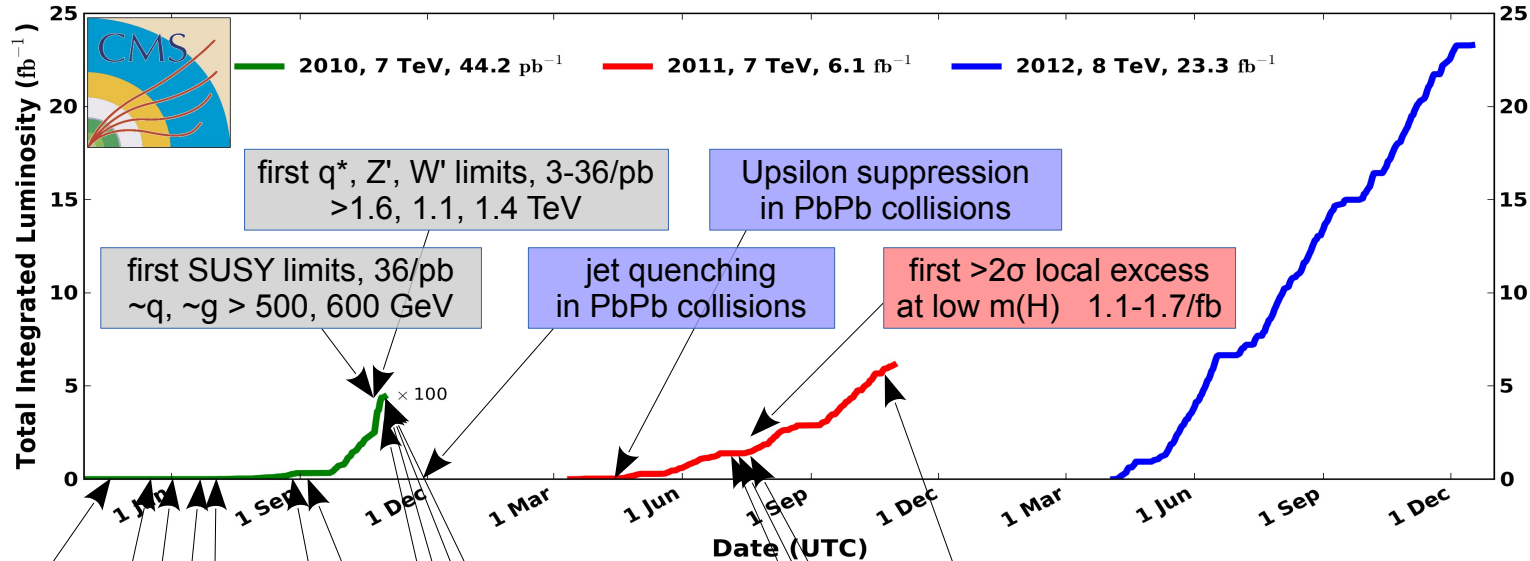 25
20
15
10
5
0
Total Integrated Luminosity (fb⁻¹)
CMS
2010, 7 TeV, 44.2 pb⁻¹
2011, 7 TeV, 6.1 fb⁻¹
2012, 8 TeV, 23.3 fb⁻¹
first q*, Z', W' limits, 3-36/pb
>1.6, 1.1, 1.4 TeV
Upsilon suppression
in PbPb collisions
first SUSY limits, 36/pb
~q, ~g > 500, 600 GeV
jet quenching
in PbPb collisions
first >2σ local excess
at low m(H) 1.1-1.7/fb
× 100
25
20
15
10
5
0
1 Jun
1 Sep
1 Dec
1 Mar
1 Jun
1 Sep
1 Dec
1 Mar
1 Jun
1 Sep
1 Dec
Date (UTC)